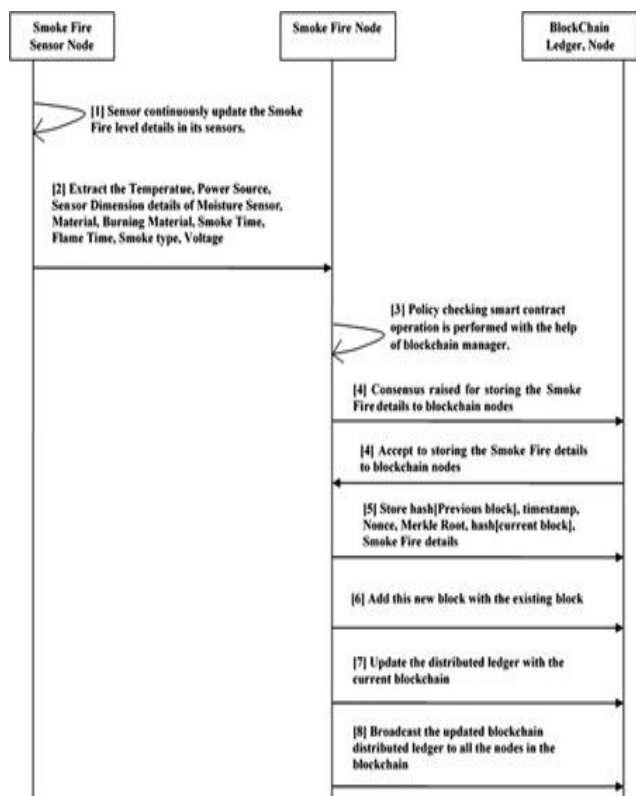 Smoke Fire
Sensor Node
Smoke Fire Node
BlockChain
Ledger, Node
[1] Sensor continuously update the Smoke
Fire level details in its sensors.
[2] Extract the Temperatue, Power Source,
Sensor Dimension details of Moisture Sensor,
Material, Burning Material, Smoke Time,
Flame Time, Smoke type, Voltage
[3] Policy checking smart contract
operation is performed with the help
of blockchain manager.
[4] Consensus raised for storing the Smoke
Fire details to blockchain nodes
[4] Accept to storing the Smoke Fire details
to blockchain nodes
[5] Store hash[Previous block], timestamp,
Nonce, Merkle Root, hash[current block],
Smoke Fire details
[6] Add this new block with the existing block
[7] Update the distributed ledger with the
current blockchain
[8] Broadcast the updated blockchain
distributed ledger to all the nodes in the
blockchain